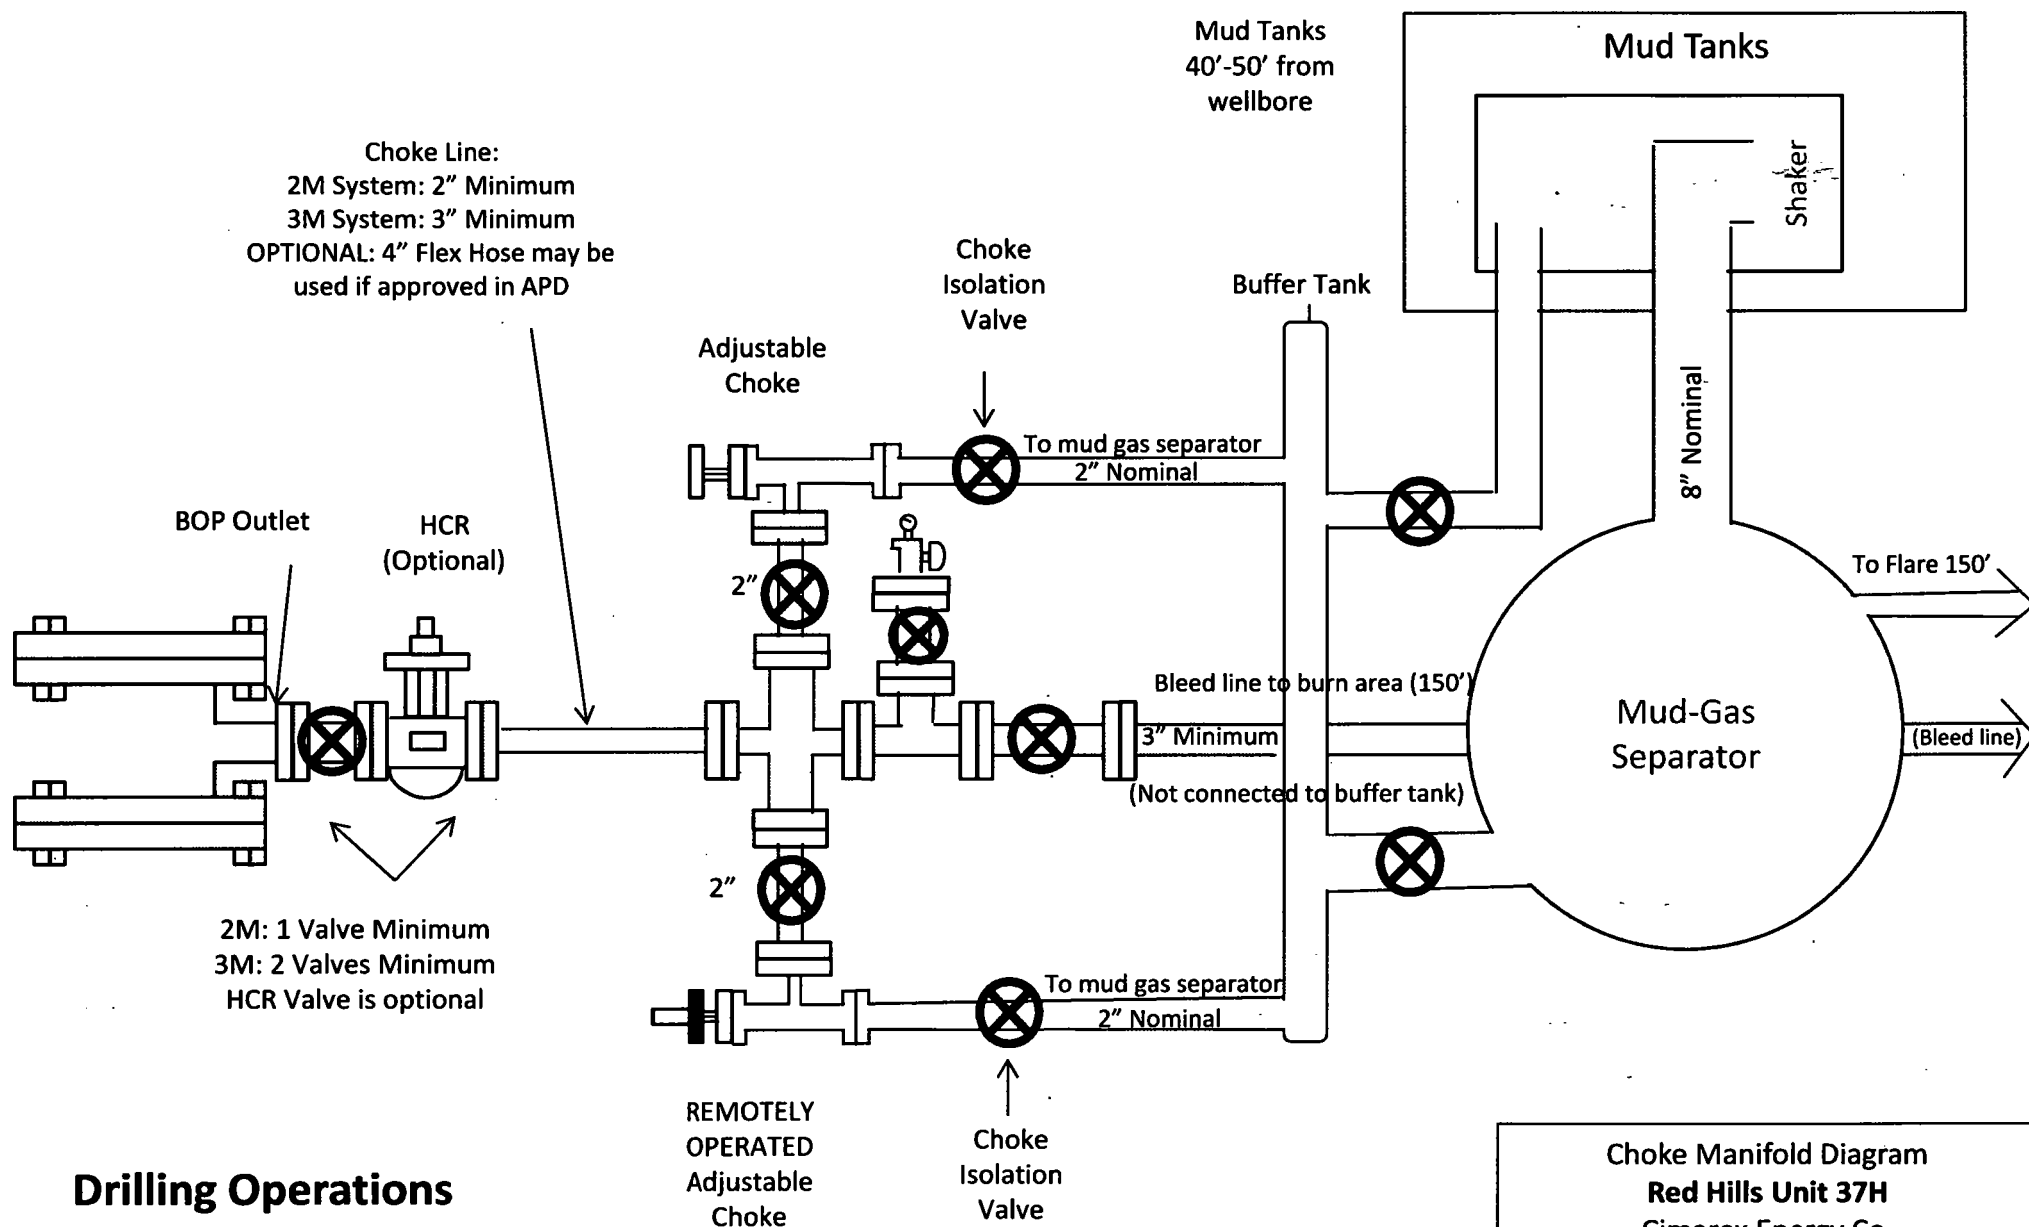 Mud Tanks
40'-50' from
wellbore
Mud Tanks
Shaker
Choke Line:
2M System: 2" Minimum
3M System: 3" Minimum
OPTIONAL: 4" Flex Hose may be
used if approved in APD
Choke
Isolation
Valve
Buffer Tank
Adjustable
Choke
8" Nominal
To mud gas separator
2" Nominal
BOP Outlet
HCR
(Optional)
2"
To Flare 150'
Bleed line to burn area (150')
3" Minimum
(Not connected to buffer tank)
Mud-Gas
Separator
(Bleed line)
2"
2M: 1 Valve Minimum
3M: 2 Valves Minimum
HCR Valve is optional
To mud gas separator
2" Nominal
REMOTELY
OPERATED
Adjustable
Choke
Choke
Isolation
Valve
Drilling Operations
Choke Manifold Diagram
Red Hills Unit 37H
Cimarex Energy Co.